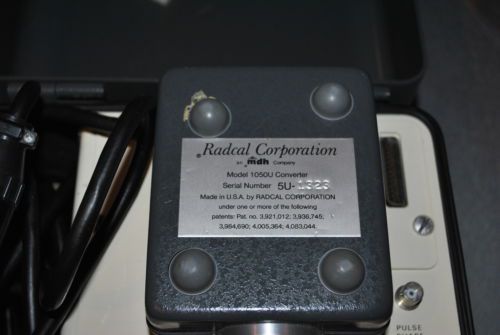 Radcal Corporation
an mdh Company
Model 1050U Converter
Serial Number 5U-1323
Made in U.S.A. by RADCAL CORPORATION
under one or more of the following
patents: Pat. no. 3,921,012; 3,936,745;
3,984,690; 4,005,364; 4,083,044.
PULSE
PHASE